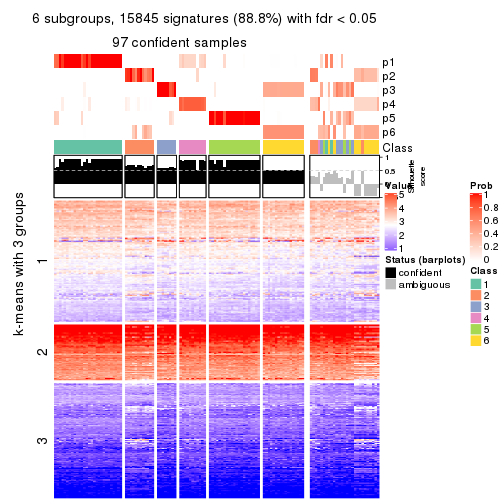 6 subgroups, 15845 signatures (88.8%) with fdr < 0.05
97 confident samples
p1
p2
p3
p4
p5
p6
Class
1
0.5
0
Silhouette
score
k-means with 3 groups
1
2
3
Value
5
4
3
2
1
Status (barplots)
confident
ambiguous
Prob
1
0.8
0.6
0.4
0.2
0
Class
1
2
3
4
5
6